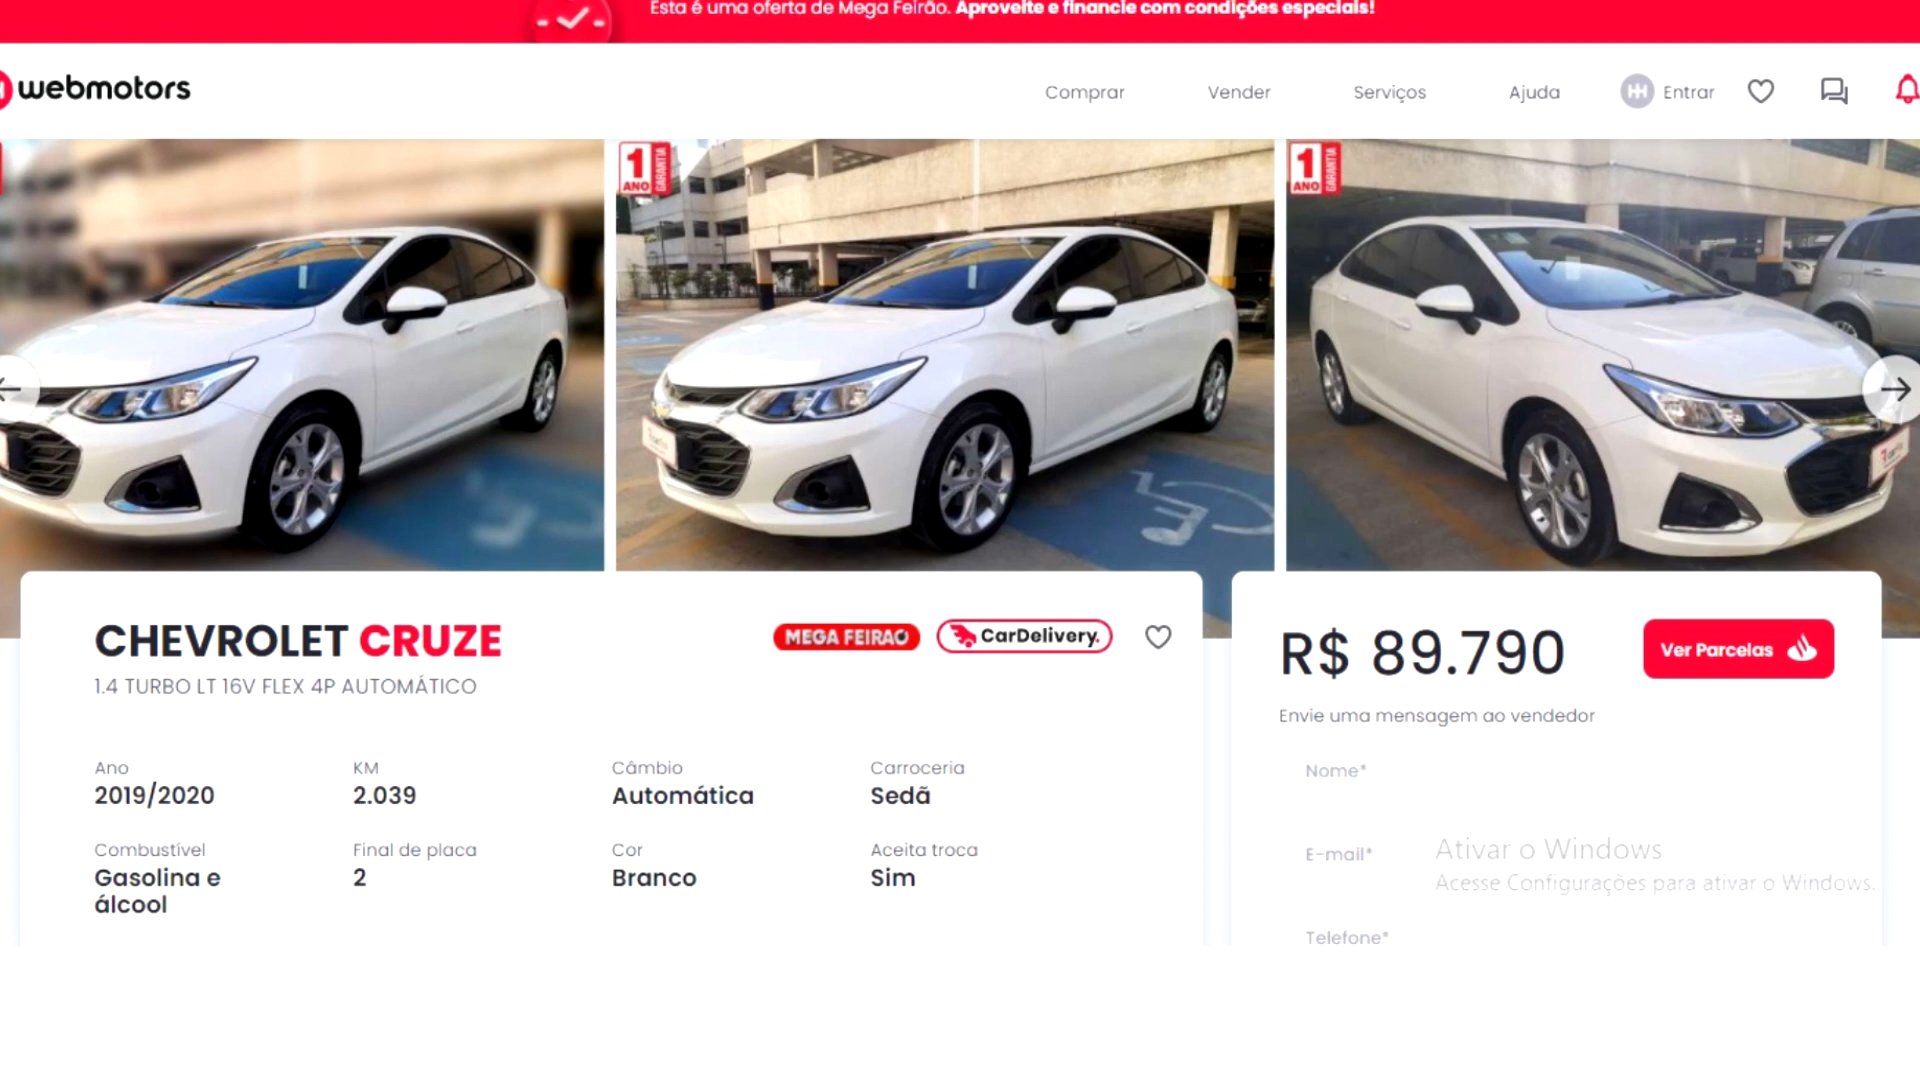 Esta é uma oferta de Mega Feirão. Aproveite e financie com condições especiais!
webmotors
Comprar Vender Serviços Ajuda Entrar
1 ANO GARANTIA
1 ANO GARANTIA
CHEVROLET CRUZE
MEGA FEIRAO CarDelivery.
1.4 TURBO LT 16V FLEX 4P AUTOMÁTICO
Ano KM Câmbio Carroceria
2019/2020 2.039 Automática Sedã
Combustível Final de placa Cor Aceita troca
Gasolina e 2 Branco Sim
álcool
R$ 89.790 Ver Parcelas
Envie uma mensagem ao vendedor
Nome*
E-mail*
Ativar o Windows
Acesse Configurações para ativar o Windows.
Telefone*